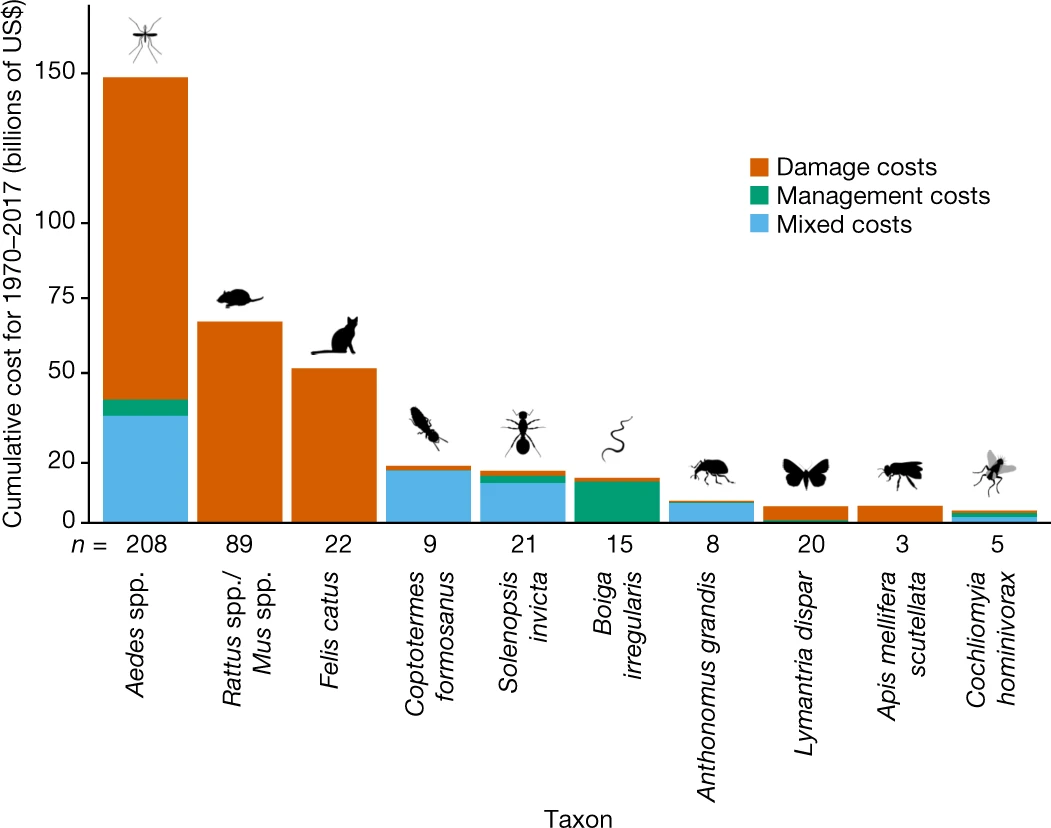 Cumulative cost for 1970–2017 (billions of US$)
150
100
75
50
20
0
Damage costs
Management costs
Mixed costs
n = 208 89 22 9 21 15 8 20 3 5
Aedes spp.
Rattus spp./
Mus spp.
Felis catus
Coptotermes
formosanus
Solenopsis
invicta
Boiga
irregularis
Anthonomus grandis
Lymantria dispar
Apis mellifera
scutellata
Cochliomyia
hominivorax
Taxon